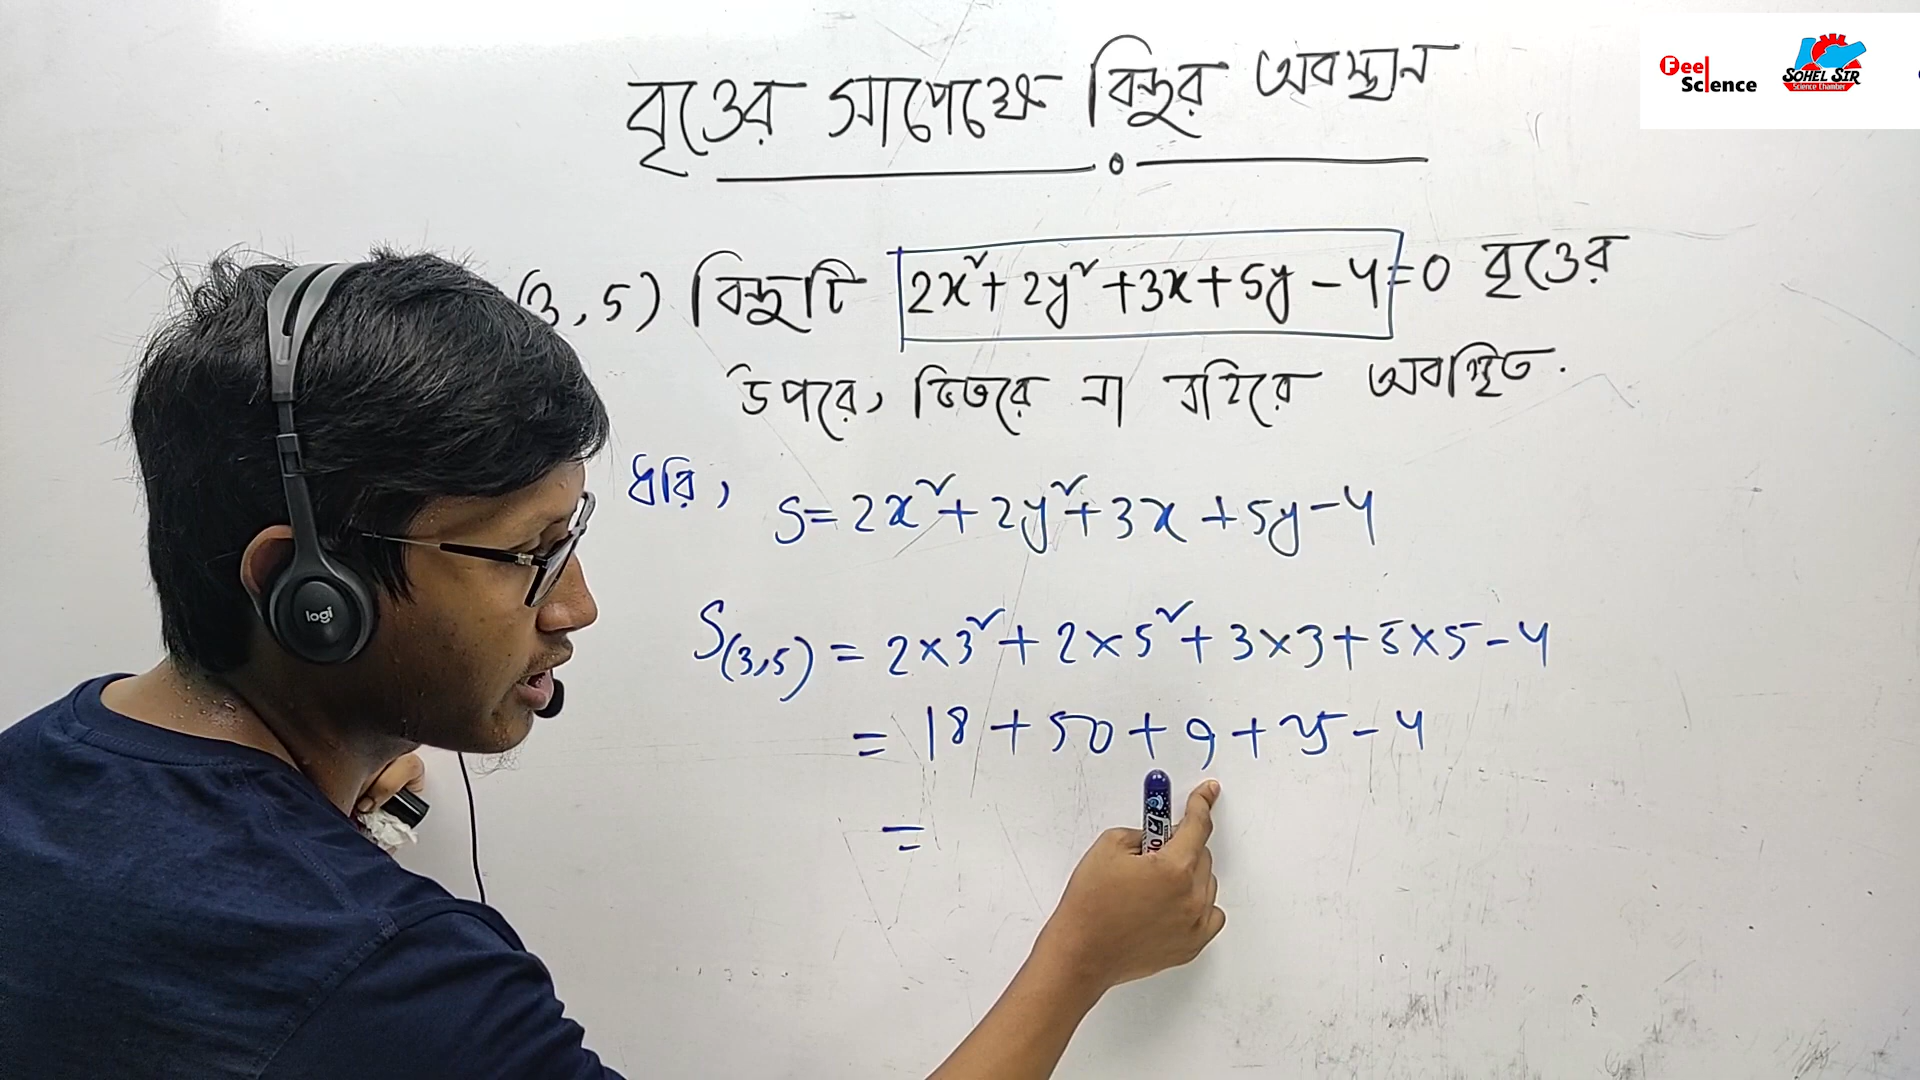 Feel Science
SOHEL SIR
Science Chamber
বৃত্তের সাপেক্ষে বিন্দুর অবস্থান
(3, 5) বিন্দুটি 2x² + 2y² + 3x + 5y - 4 = 0 বৃত্তের
উপরে, ভিতরে না বাহিরে অবস্থিত.
ধরি, S = 2x² + 2y² + 3x + 5y - 4
S(3,5) = 2×3² + 2×5² + 3×3 + 5×5 - 4
= 18 + 50 + 9 + 25 - 4
=
logi